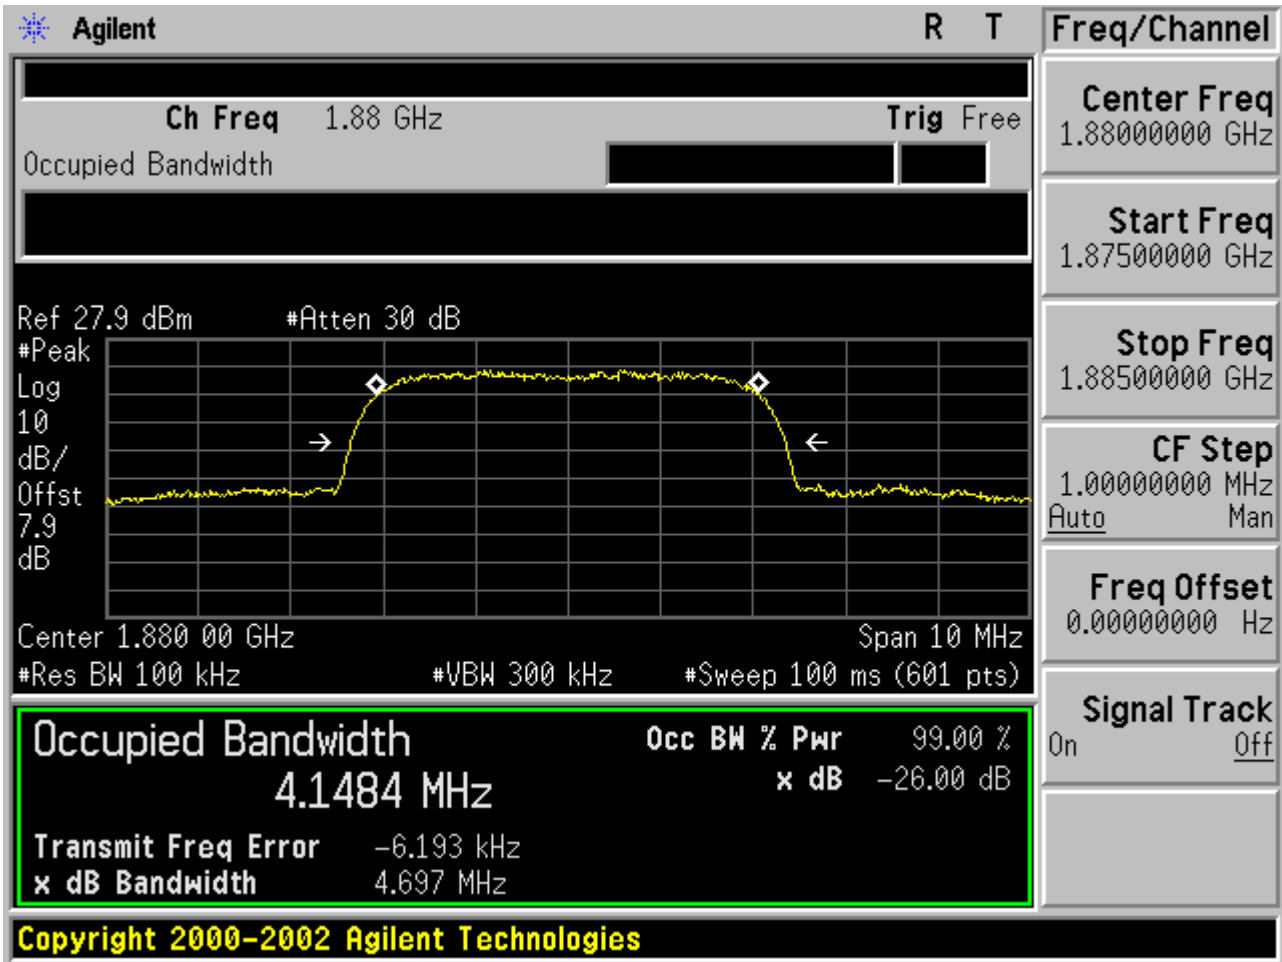 Agilent R T
Ch Freq 1.88 GHz Trig Free
Occupied Bandwidth
Ref 27.9 dBm #Atten 30 dB
#Peak
Log
10
dB/
Offst
7.9
dB
Center 1.880 00 GHz Span 10 MHz
#Res BW 100 kHz #VBW 300 kHz #Sweep 100 ms (601 pts)
Occupied Bandwidth
4.1484 MHz
Occ BW % Pwr 99.00 %
x dB -26.00 dB
Transmit Freq Error -6.193 kHz
x dB Bandwidth 4.697 MHz
Copyright 2000-2002 Agilent Technologies
Freq/Channel
Center Freq
1.88000000 GHz
Start Freq
1.87500000 GHz
Stop Freq
1.88500000 GHz
CF Step
1.00000000 MHz
Auto Man
Freq Offset
0.00000000 Hz
Signal Track
On Off